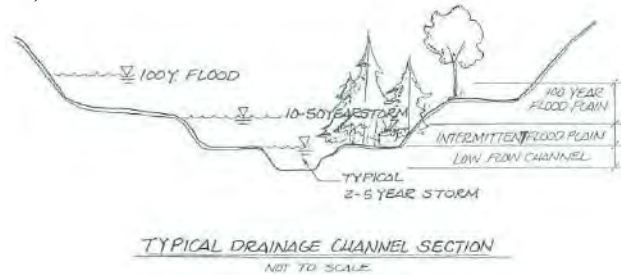 100 Y. FLOOD
10-50 YEAR STORM
100 YEAR
FLOOD PLAIN
INTERMITTENT FLOOD PLAIN
LOW FLOW CHANNEL
TYPICAL
2-5 YEAR STORM
TYPICAL DRAINAGE CHANNEL SECTION
NOT TO SCALE